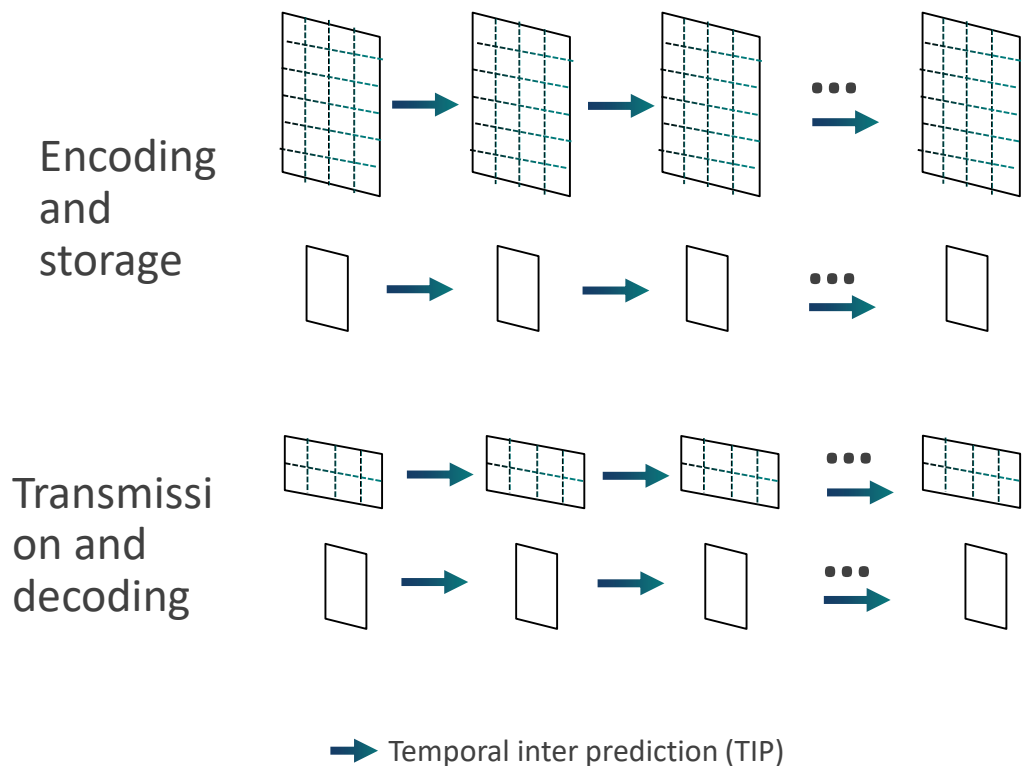 Encoding
and
storage
Transmissi
on and
decoding
Temporal inter prediction (TIP)